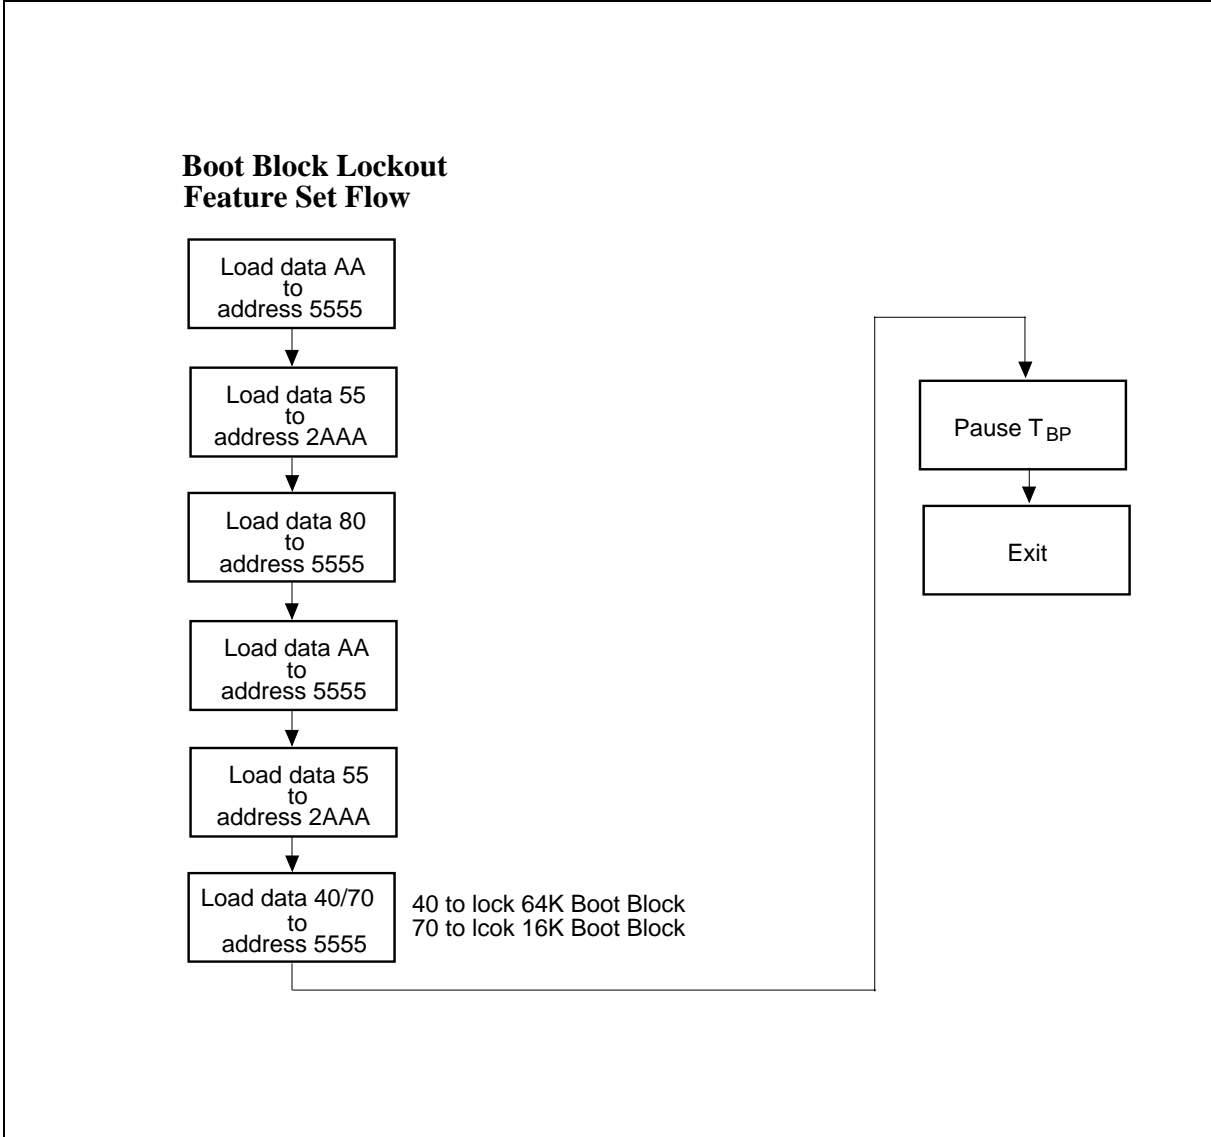 Boot Block Lockout
Feature Set Flow
Load data AA
to
address 5555
Load data 55
to
address 2AAA
Load data 80
to
address 5555
Load data AA
to
address 5555
Load data 55
to
address 2AAA
Load data 40/70
to
address 5555
40 to lock 64K Boot Block
70 to lcok 16K Boot Block
Pause T BP
Exit